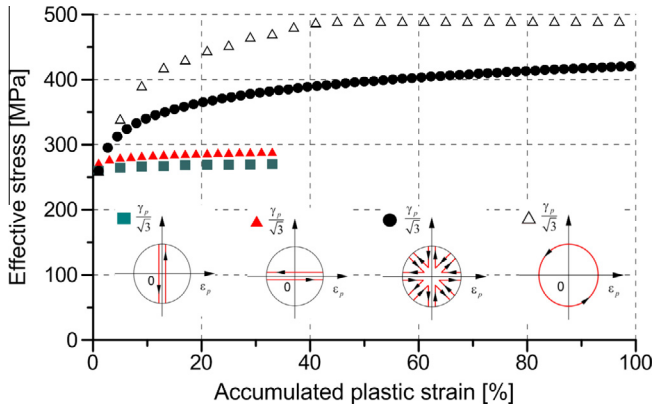 Effective stress [MPa]
500
400
300
200
100
0
γp/√3
γp/√3
γp/√3
γp/√3
0
εp
0
εp
εp
0
εp
0
20
40
60
80
100
Accumulated plastic strain [%]